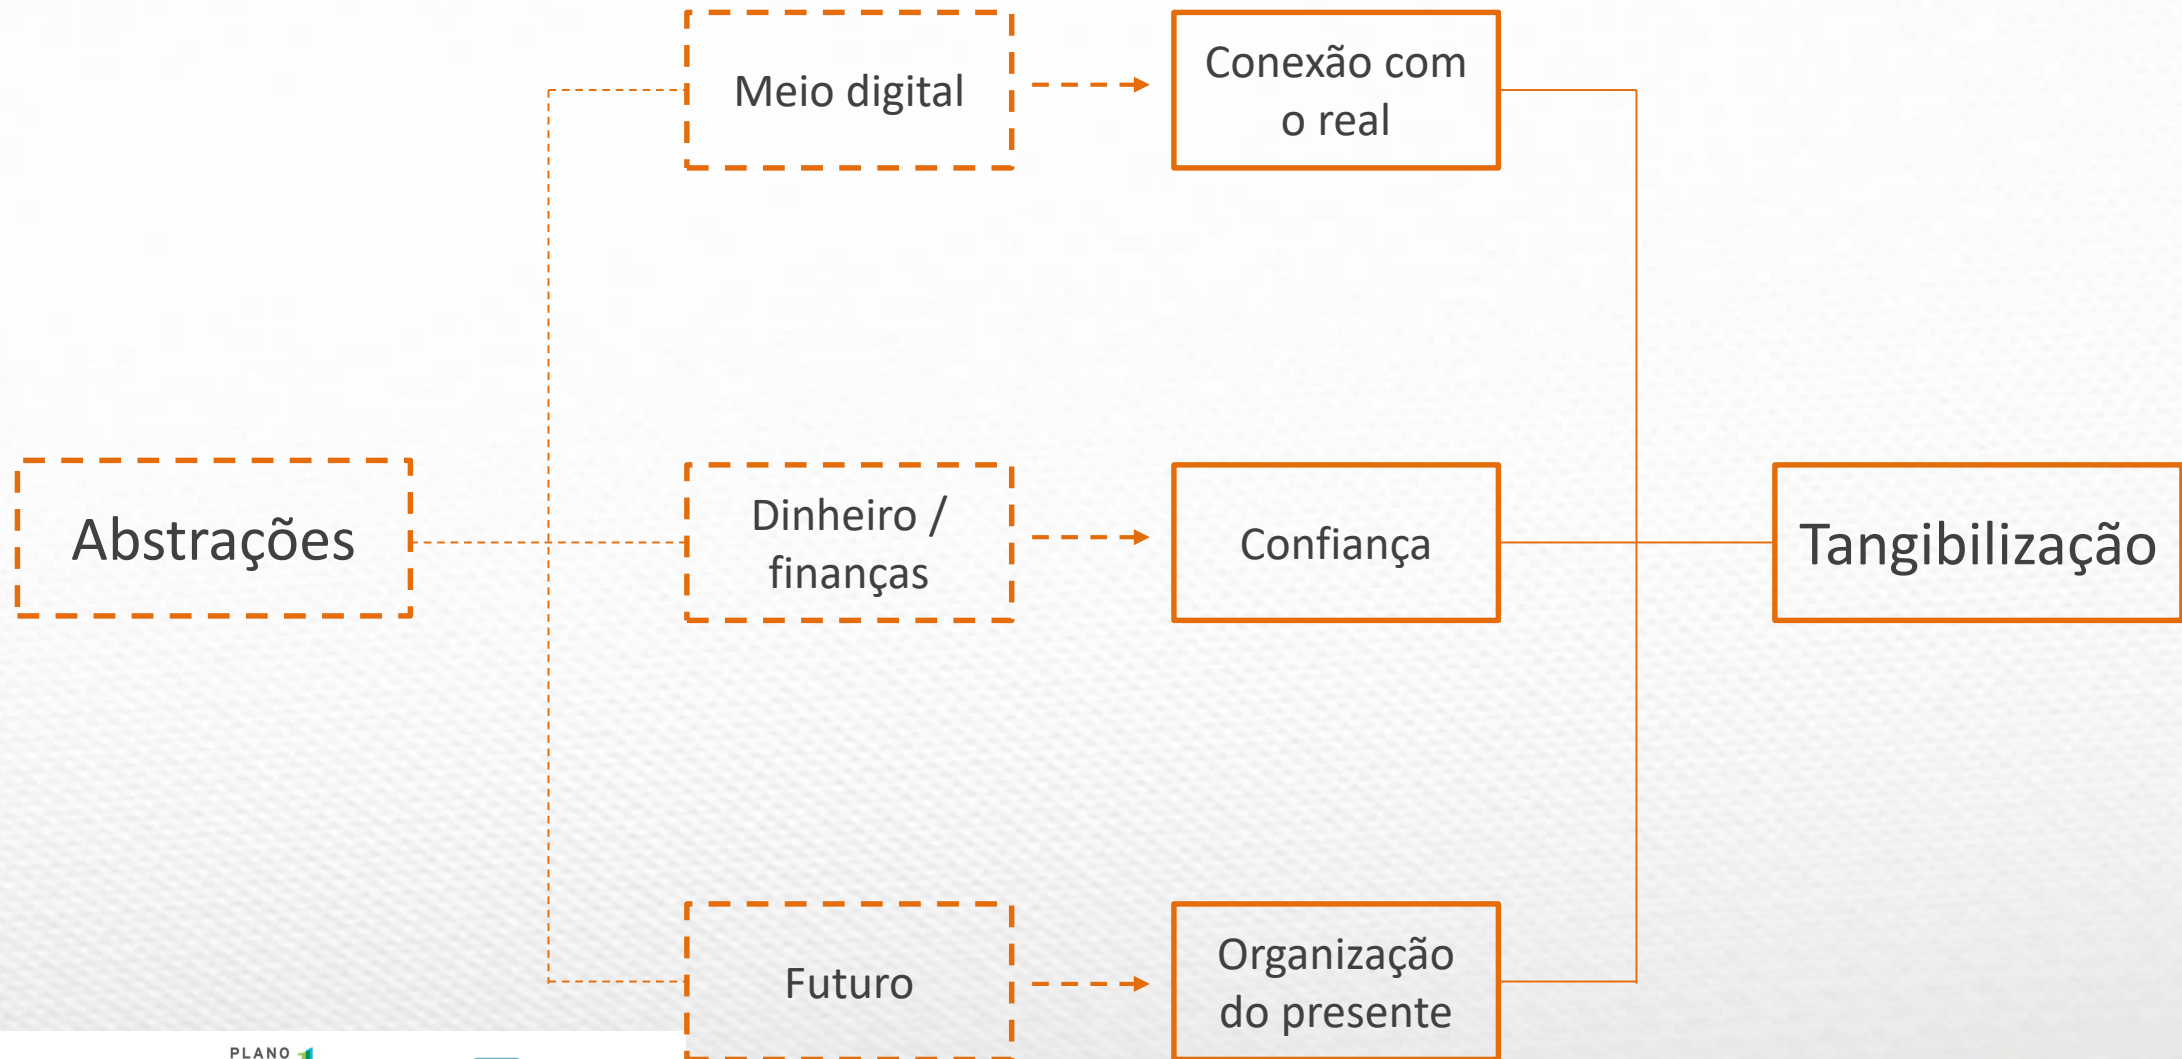 Meio digital
Conexão com
o real
Abstrações
Dinheiro /
finanças
Confiança
Tangibilização
Futuro
Organização
do presente
PLANO